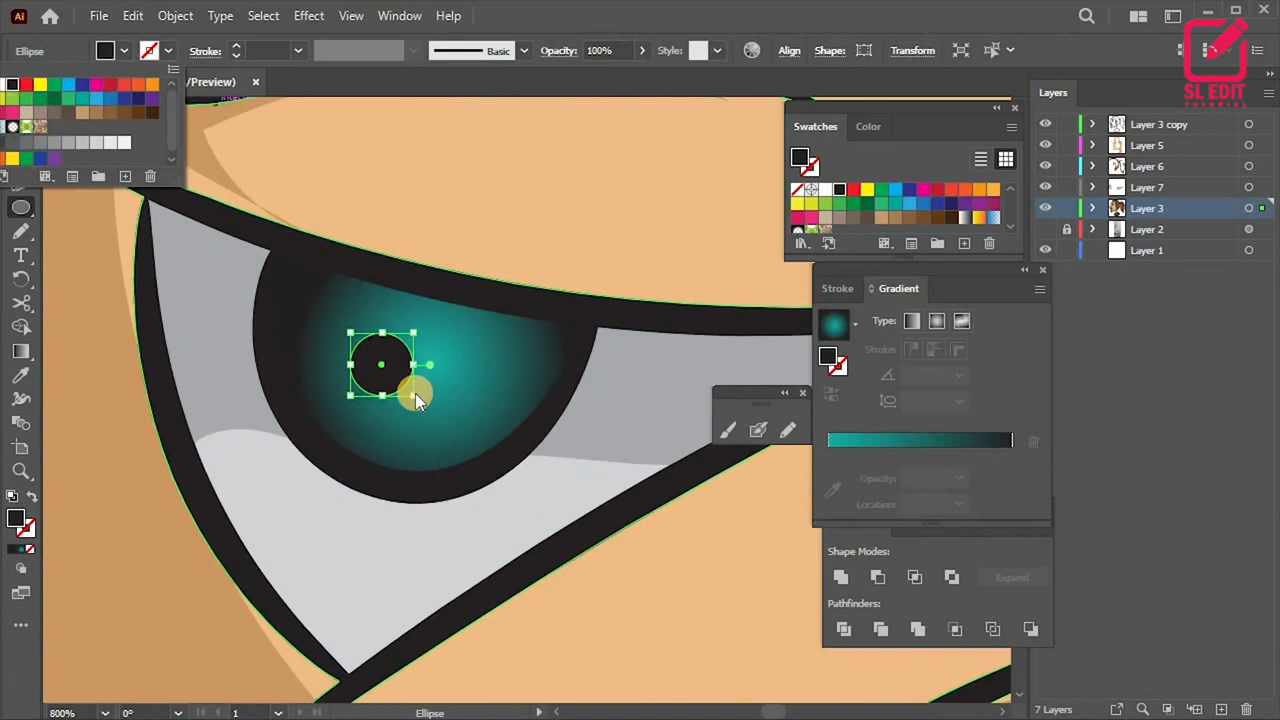 Ai File Edit Object Type Select Effect View Window Help
Ellipse Stroke: Basic Opacity: 100% Style: Align Shape: Transform
SL EDIT
TUTORIAL
/Preview) ×
Layers
Swatches Color
Layer 3 copy
Layer 5
Layer 6
Layer 7
Layer 3
Layer 2
Layer 1
Stroke Gradient
Type:
Stroke:
Opacity:
Location:
Shape Modes:
Expand
Pathfinders:
800% 0° 1 Ellipse
7 Layers